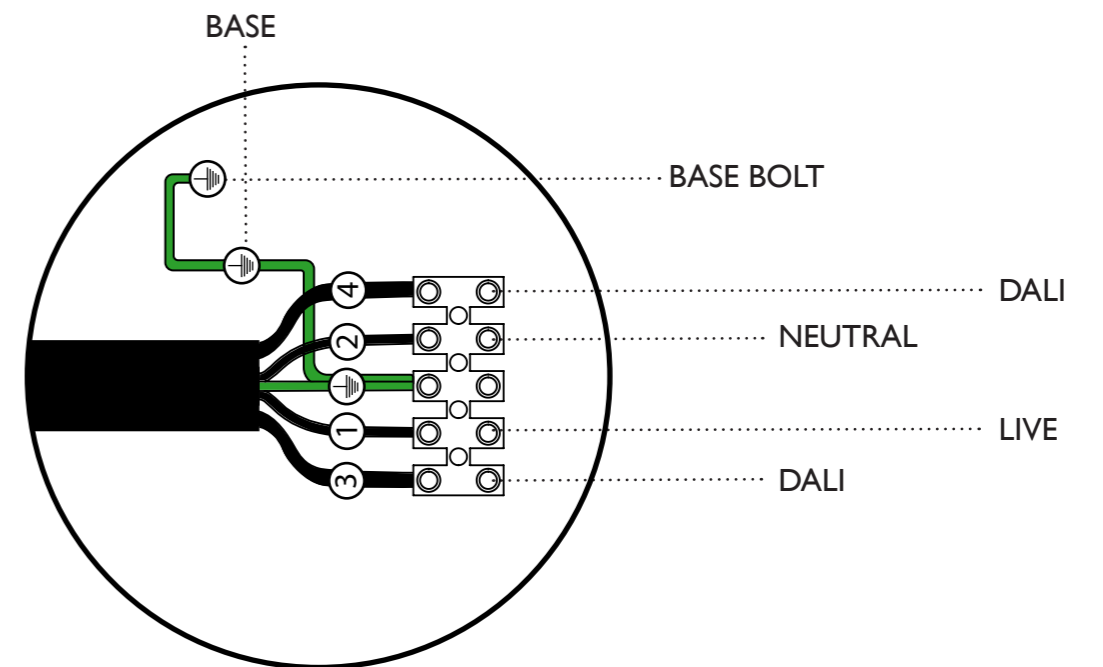 BASE
BASE BOLT
4
DALI
2
NEUTRAL
1
LIVE
3
DALI